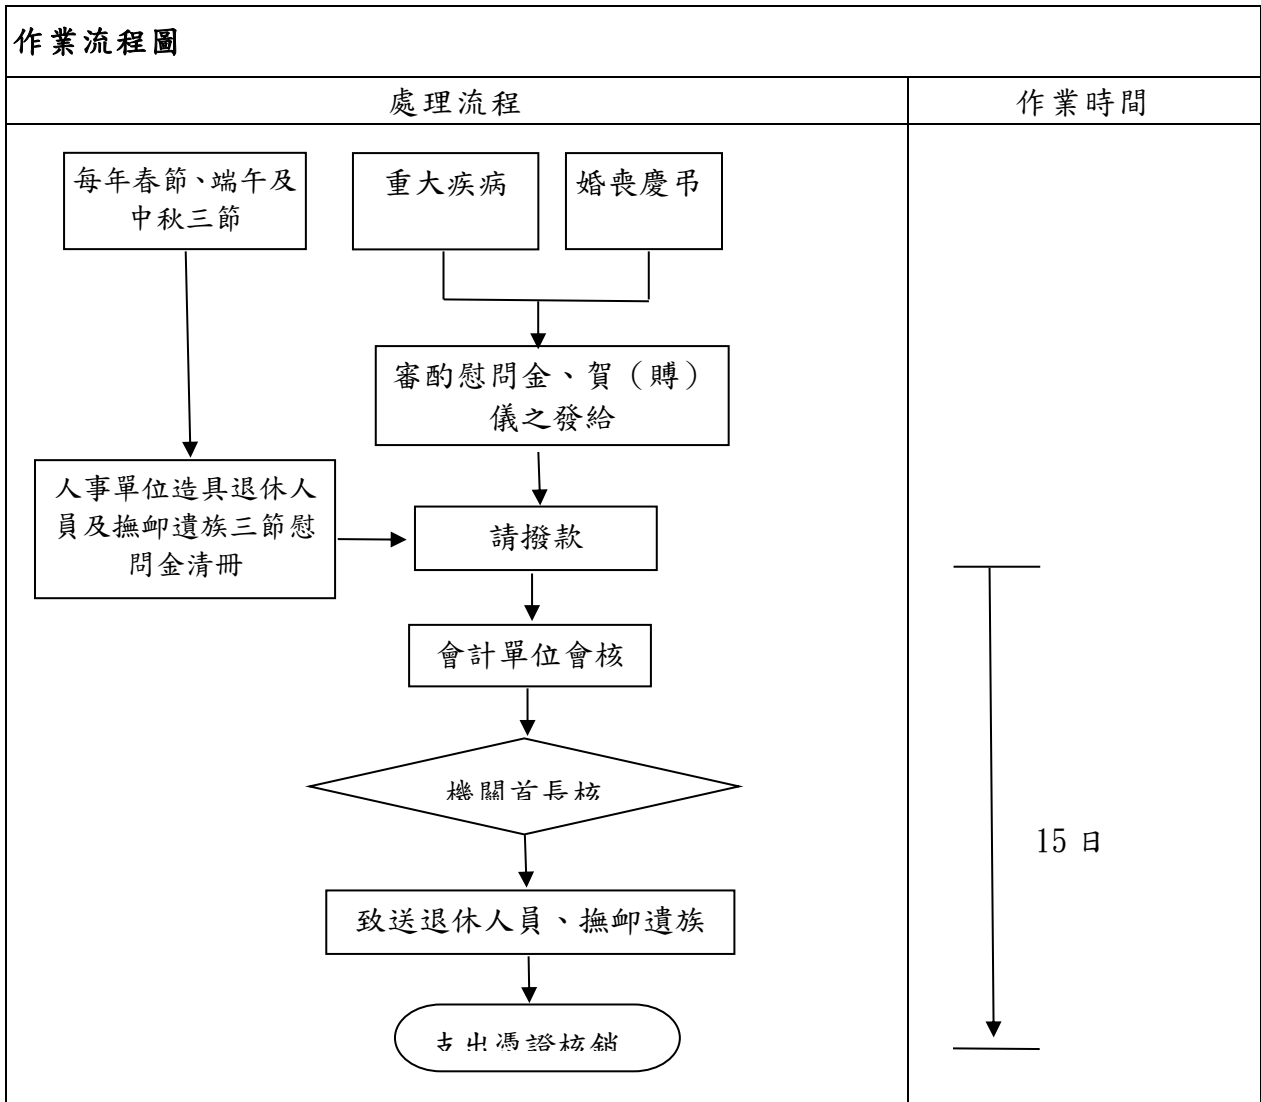 作業流程圖
處理流程
作業時間
每年春節、端午及
中秋三節
重大疾病
婚喪慶弔
審酌慰問金、賀（賻）
儀之發給
人事單位造具退休人
員及撫卹遺族三節慰
問金清冊
請撥款
會計單位會核
機關首長核
15 日
致送退休人員、撫卹遺族
支出憑證核銷